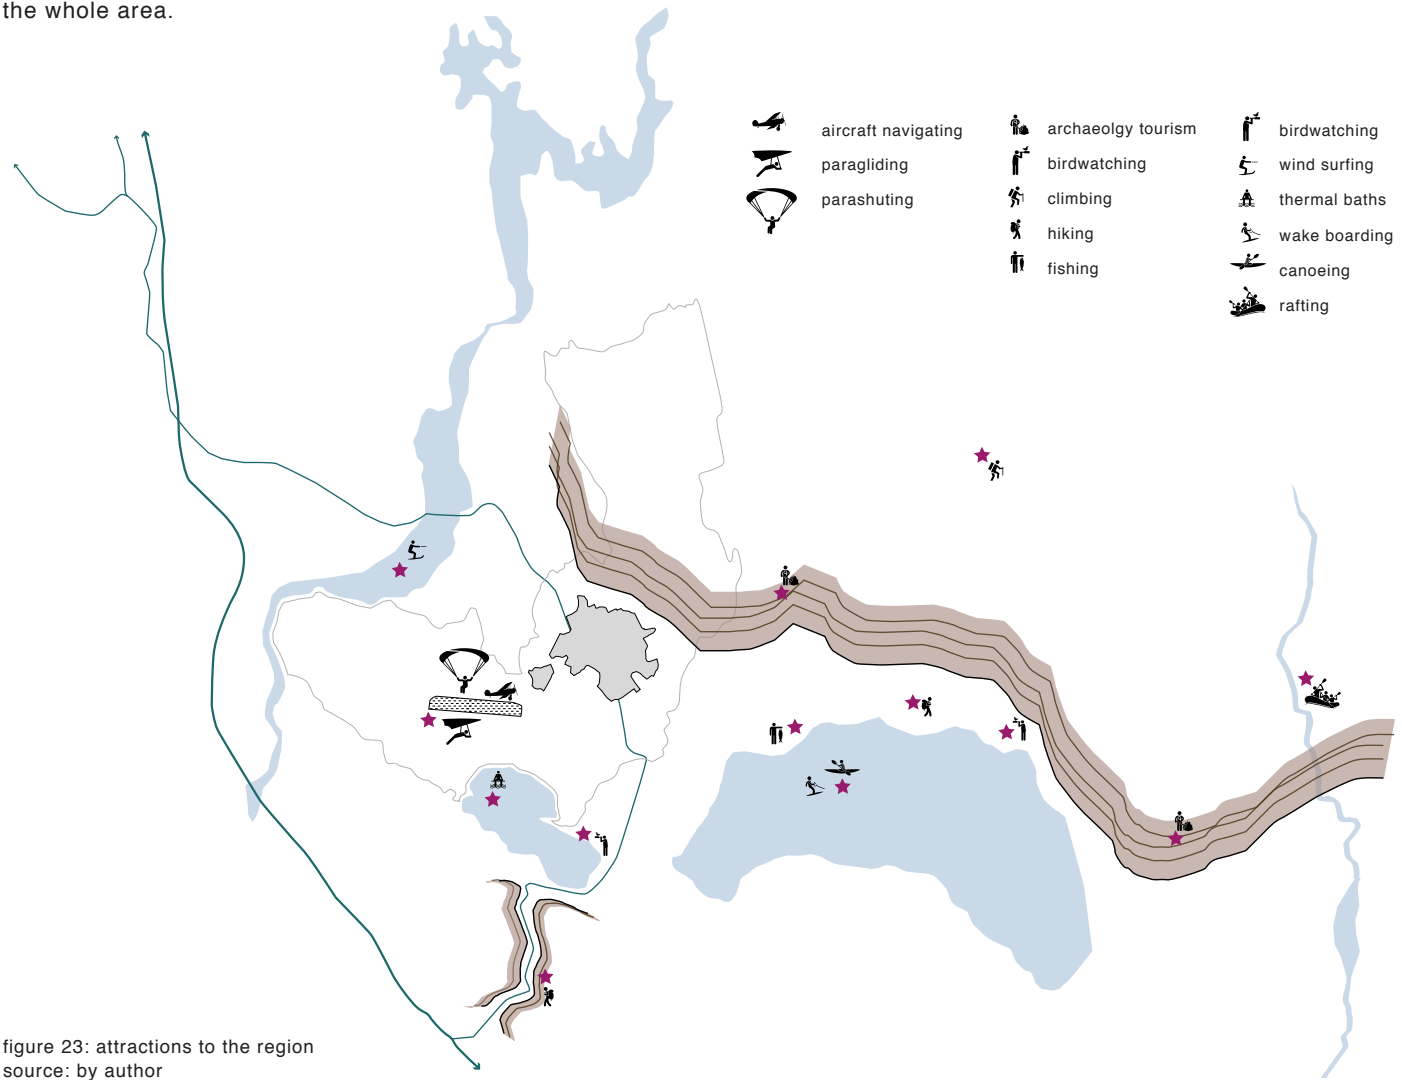 the whole area.
aircraft navigating
paragliding
parashuting
archaeolgy tourism
birdwatching
climbing
hiking
fishing
birdwatching
wind surfing
thermal baths
wake boarding
canoeing
rafting
figure 23: attractions to the region
source: by author